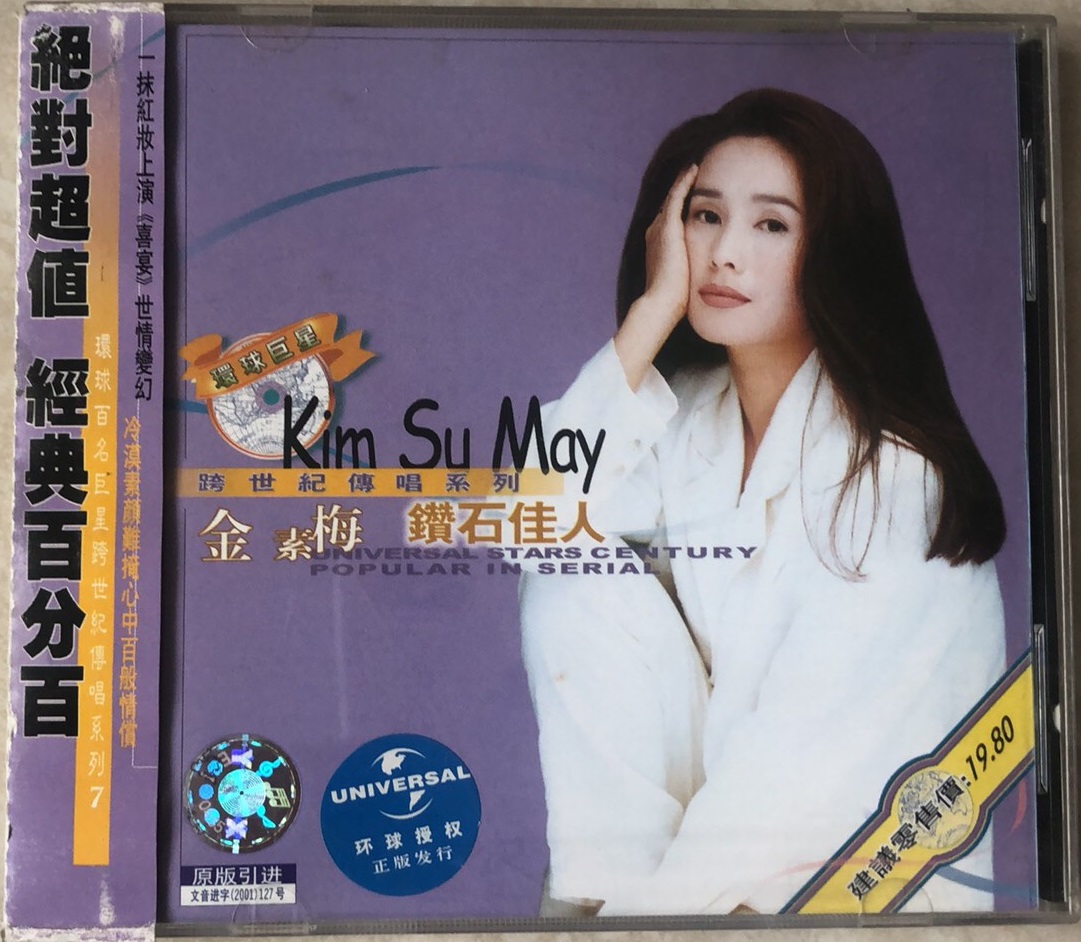 絕對超值 經典百分百
環球百名巨星跨世紀傳唱系列7
一抹紅妝上演《喜宴》世情變幻
冷漠素顔難掩心中百般情償
環球巨星
Kim Su May
跨世紀傳唱系列
金素梅 鑽石佳人
UNIVERSAL STARS CENTURY
POPULAR IN SERIAL
原版引进
文音进字(2001)127号
UNIVERSAL
环球授权
正版发行
建議零售價:19.80